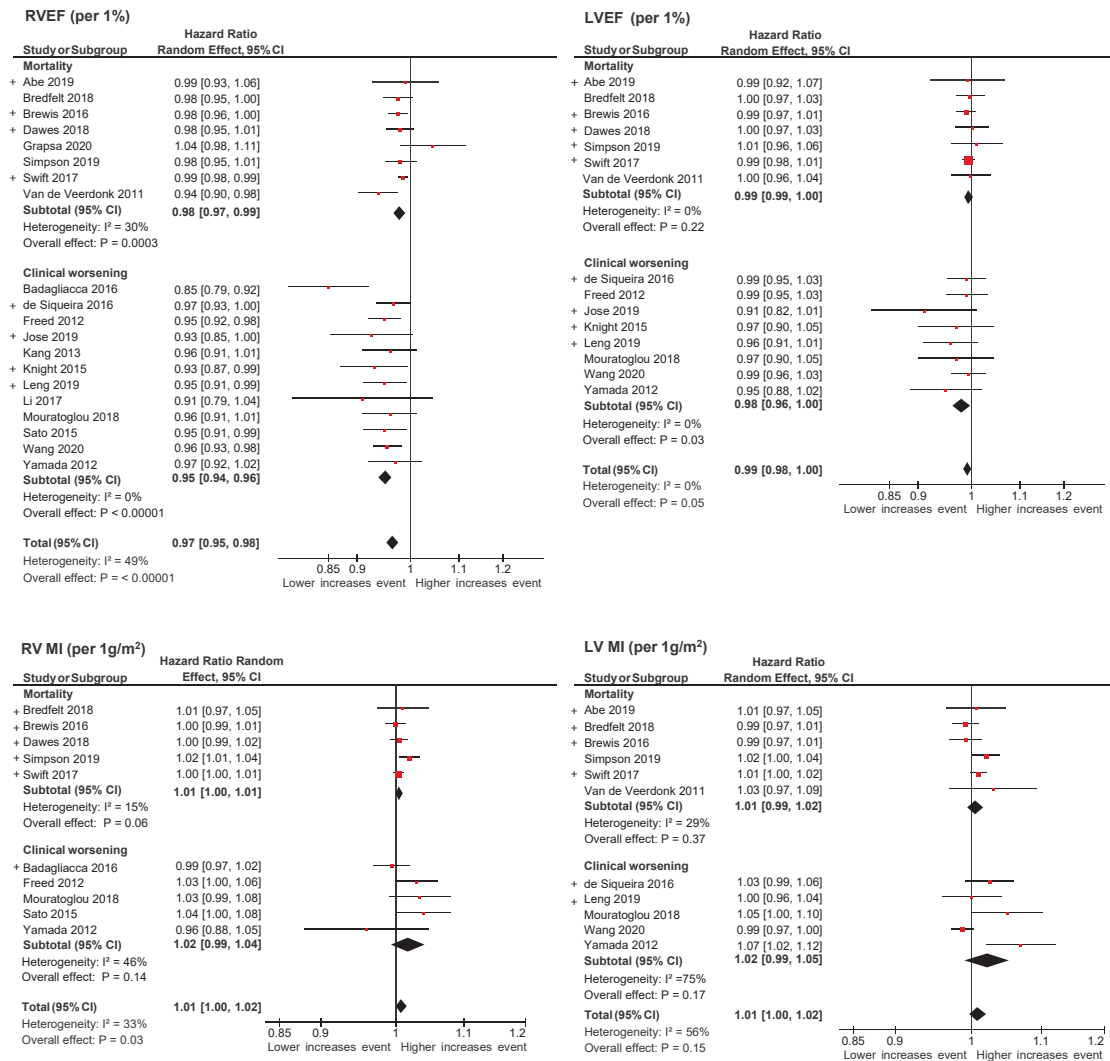 RVEF (per 1%)
Hazard Ratio
Study or Subgroup Random Effect, 95% CI
Mortality
+ Abe 2019 0.99 [0.93, 1.06]
Bredfelt 2018 0.98 [0.95, 1.00]
+ Brewis 2016 0.98 [0.96, 1.00]
+ Dawes 2018 0.98 [0.95, 1.01]
Grapsa 2020 1.04 [0.98, 1.11]
Simpson 2019 0.98 [0.95, 1.01]
+ Swift 2017 0.99 [0.98, 0.99]
Van de Veerdonk 2011 0.94 [0.90, 0.98]
Subtotal (95% CI) 0.98 [0.97, 0.99]
Heterogeneity: I² = 30%
Overall effect: P = 0.0003
Clinical worsening
Badagliacca 2016 0.85 [0.79, 0.92]
+ de Siqueira 2016 0.97 [0.93, 1.00]
Freed 2012 0.95 [0.92, 0.98]
+ Jose 2019 0.93 [0.85, 1.00]
Kang 2013 0.96 [0.91, 1.01]
+ Knight 2015 0.93 [0.87, 0.99]
+ Leng 2019 0.95 [0.91, 0.99]
Li 2017 0.91 [0.79, 1.04]
Mouratoglou 2018 0.96 [0.91, 1.01]
Sato 2015 0.95 [0.91, 0.99]
Wang 2020 0.96 [0.93, 0.98]
Yamada 2012 0.97 [0.92, 1.02]
Subtotal (95% CI) 0.95 [0.94, 0.96]
Heterogeneity: I² = 0%
Overall effect: P < 0.00001
Total (95% CI) 0.97 [0.95, 0.98]
Heterogeneity: I² = 49%
Overall effect: P = < 0.00001
0.85 0.9 1 1.1 1.2
Lower increases event Higher increases event
LVEF (per 1%)
Hazard Ratio
Study or Subgroup Random Effect, 95% CI
Mortality
+ Abe 2019 0.99 [0.92, 1.07]
Bredfelt 2018 1.00 [0.97, 1.03]
+ Brewis 2016 0.99 [0.97, 1.01]
+ Dawes 2018 1.00 [0.97, 1.03]
+ Simpson 2019 1.01 [0.96, 1.06]
+ Swift 2017 0.99 [0.98, 1.01]
Van de Veerdonk 2011 1.00 [0.96, 1.04]
Subtotal (95% CI) 0.99 [0.99, 1.00]
Heterogeneity: I² = 0%
Overall effect: P = 0.22
Clinical worsening
+ de Siqueira 2016 0.99 [0.95, 1.03]
Freed 2012 0.99 [0.95, 1.03]
+ Jose 2019 0.91 [0.82, 1.01]
+ Knight 2015 0.97 [0.90, 1.05]
+ Leng 2019 0.96 [0.91, 1.01]
Mouratoglou 2018 0.97 [0.90, 1.05]
Wang 2020 0.99 [0.96, 1.03]
Yamada 2012 0.95 [0.88, 1.02]
Subtotal (95% CI) 0.98 [0.96, 1.00]
Heterogeneity: I² = 0%
Overall effect: P = 0.03
Total (95% CI) 0.99 [0.98, 1.00]
Heterogeneity: I² = 0%
Overall effect: P = 0.05
0.85 0.9 1 1.1 1.2
Lower increases event Higher increases event
RV MI (per 1g/m²)
Hazard Ratio Random
Study or Subgroup Effect, 95% CI
Mortality
+ Bredfelt 2018 1.01 [0.97, 1.05]
+ Brewis 2016 1.00 [0.99, 1.01]
+ Dawes 2018 1.00 [0.99, 1.02]
+ Simpson 2019 1.02 [1.01, 1.04]
+ Swift 2017 1.00 [1.00, 1.01]
Subtotal (95% CI) 1.01 [1.00, 1.01]
Heterogeneity: I² = 15%
Overall effect: P = 0.06
Clinical worsening
+ Badagliacca 2016 0.99 [0.97, 1.02]
Freed 2012 1.03 [1.00, 1.06]
Mouratoglou 2018 1.03 [0.99, 1.08]
Sato 2015 1.04 [1.00, 1.08]
Yamada 2012 0.96 [0.88, 1.05]
Subtotal (95% CI) 1.02 [0.99, 1.04]
Heterogeneity: I² = 46%
Overall effect: P = 0.14
Total (95% CI) 1.01 [1.00, 1.02]
Heterogeneity: I² = 33%
Overall effect: P = 0.03
0.85 0.9 1 1.1 1.2
Lower increases event Higher increases event
LV MI (per 1g/m²)
Hazard Ratio
Study or Subgroup Random Effect, 95% CI
Mortality
+ Abe 2019 1.01 [0.97, 1.05]
+ Bredfelt 2018 0.99 [0.97, 1.01]
+ Brewis 2016 0.99 [0.97, 1.01]
Simpson 2019 1.02 [1.00, 1.04]
+ Swift 2017 1.01 [1.00, 1.02]
Van de Veerdonk 2011 1.03 [0.97, 1.09]
Subtotal (95% CI) 1.01 [0.99, 1.02]
Heterogeneity: I² = 29%
Overall effect: P = 0.37
Clinical worsening
+ de Siqueira 2016 1.03 [0.99, 1.06]
+ Leng 2019 1.00 [0.96, 1.04]
Mouratoglou 2018 1.05 [1.00, 1.10]
Wang 2020 0.99 [0.97, 1.00]
Yamada 2012 1.07 [1.02, 1.12]
Subtotal (95% CI) 1.02 [0.99, 1.05]
Heterogeneity: I² =75%
Overall effect: P = 0.17
Total (95% CI) 1.01 [1.00, 1.02]
Heterogeneity: I² = 56%
Overall effect: P = 0.15
0.85 0.9 1 1.1 1.2
Lower increases event Higher increases event